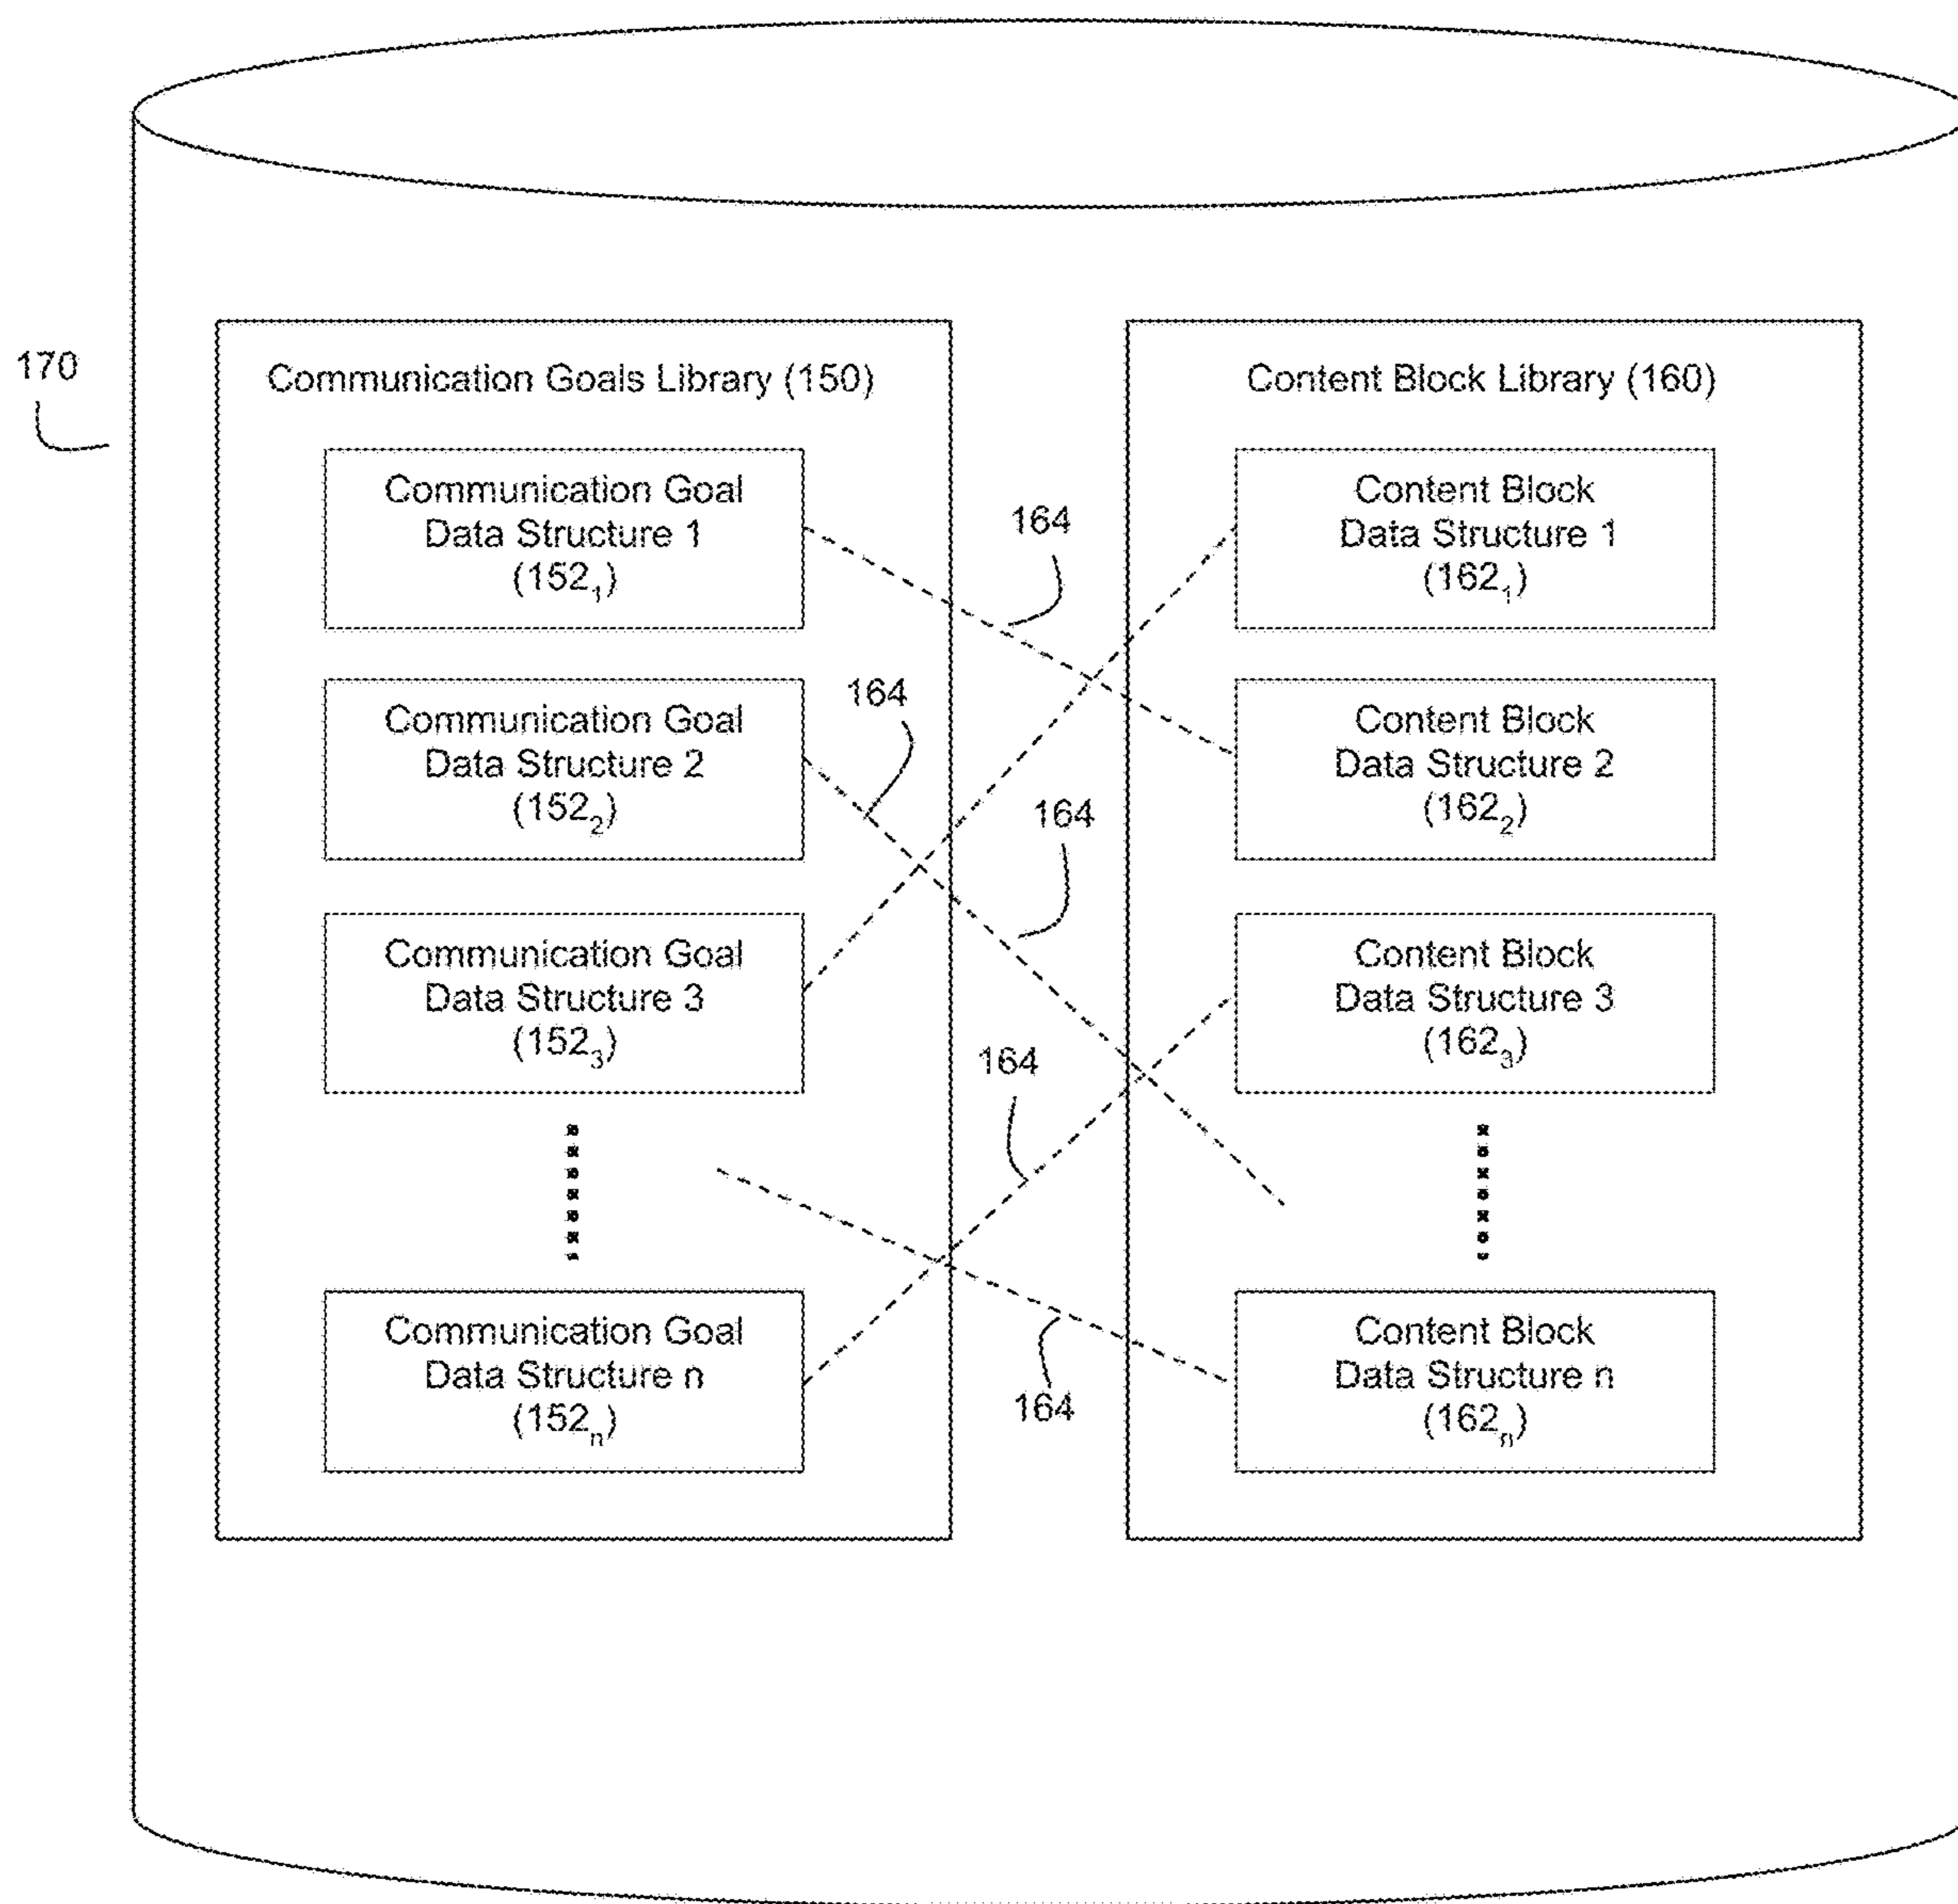 170
Communication Goals Library (150)
Communication Goal
Data Structure 1
(152₁)
Communication Goal
Data Structure 2
(152₂)
Communication Goal
Data Structure 3
(152₃)
Communication Goal
Data Structure n
(152ₙ)
164
164
164
164
164
Content Block Library (160)
Content Block
Data Structure 1
(162₁)
Content Block
Data Structure 2
(162₂)
Content Block
Data Structure 3
(162₃)
Content Block
Data Structure n
(162ₙ)